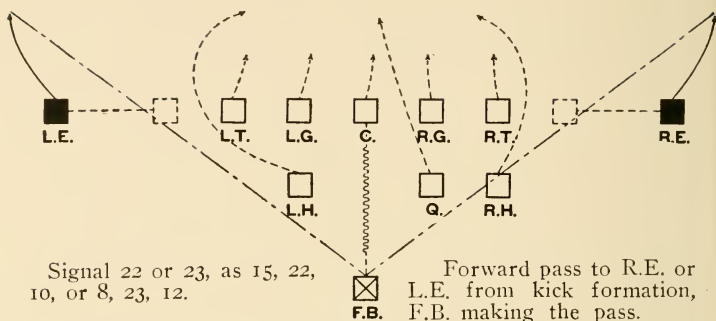 L.E. L.T. L.G. C. R.G. R.T. R.E.
L.H. Q. R.H.
Signal 22 or 23, as 15, 22,
10, or 8, 23, 12.
F.B.
Forward pass to R.E. or
L.E. from kick formation,
F.B. making the pass.